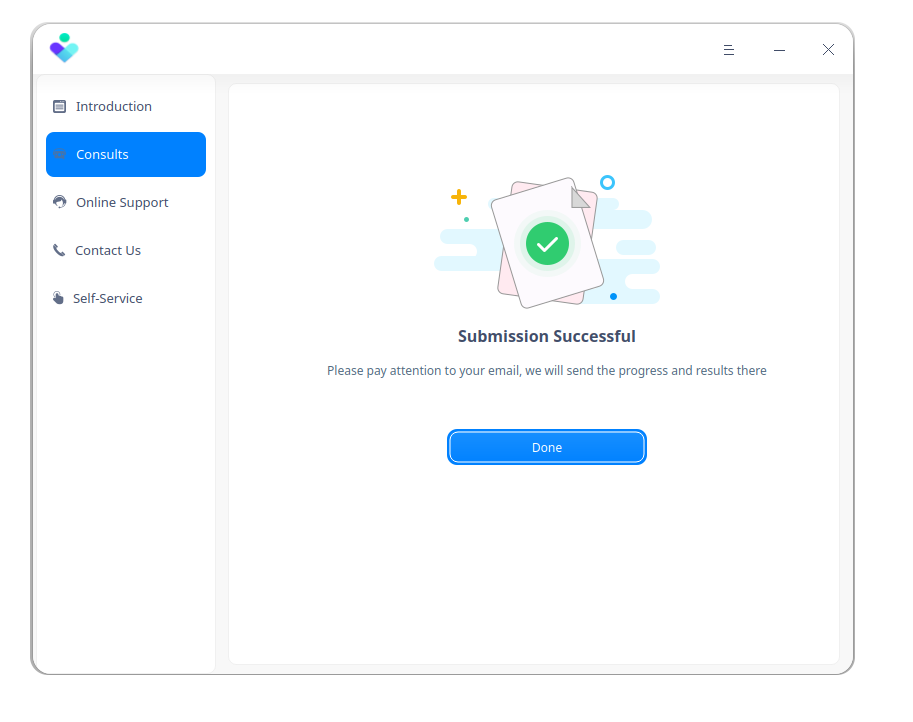 Introduction
Consults
Online Support
Contact Us
Self-Service
Submission Successful
Please pay attention to your email, we will send the progress and results there
Done